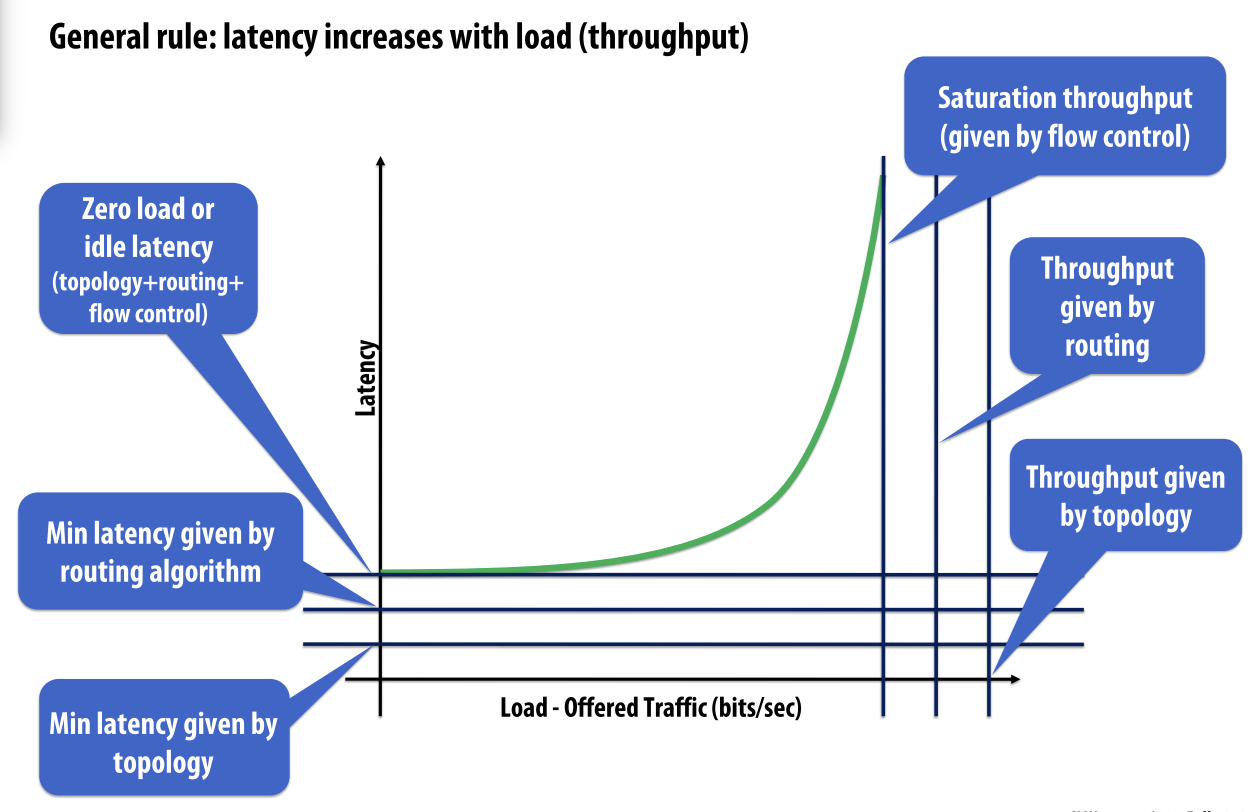 General rule: latency increases with load (throughput)
Saturation throughput
(given by flow control)
Zero load or
idle latency
(topology+routing+
flow control)
Throughput
given by
routing
Latency
Throughput given
by topology
Min latency given by
routing algorithm
Min latency given by
topology
Load - Offered Traffic (bits/sec)